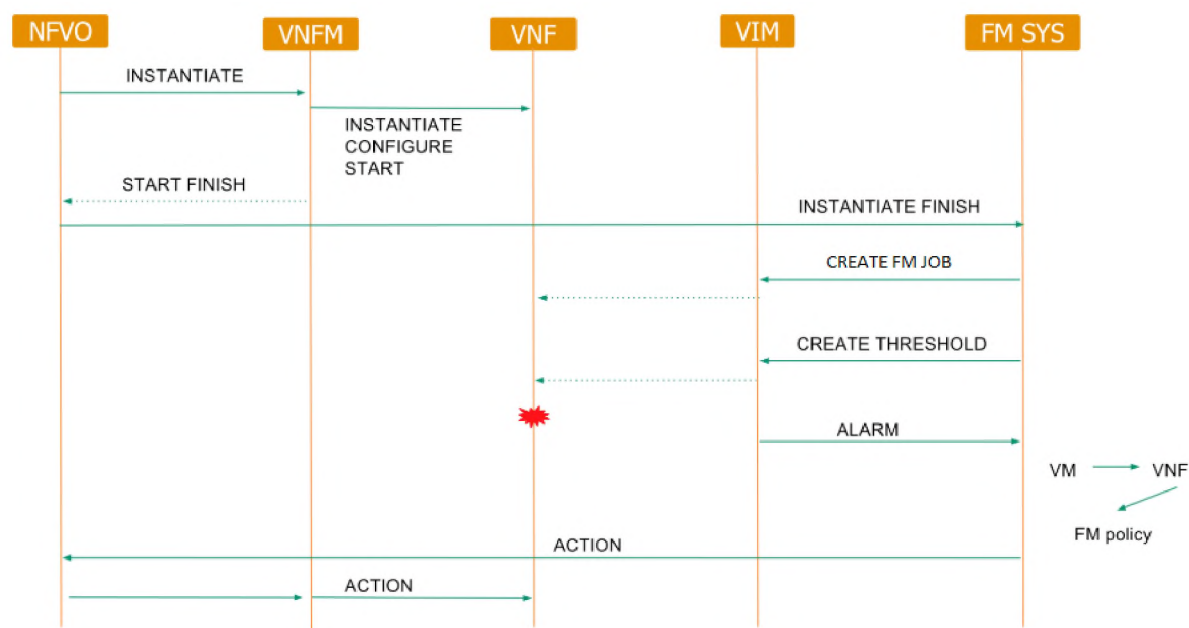 NFVO
VNFM
VNF
VIM
FM SYS
INSTANTIATE
INSTANTIATE
CONFIGURE
START
START FINISH
INSTANTIATE FINISH
CREATE FM JOB
CREATE THRESHOLD
ALARM
VM
VNF
FM policy
ACTION
ACTION